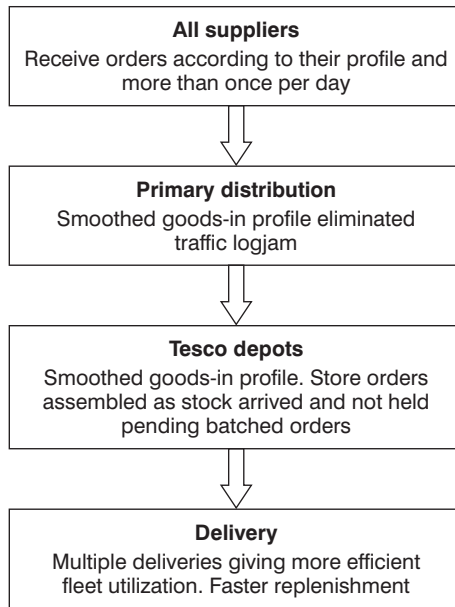 All suppliers
Receive orders according to their profile and
more than once per day
Primary distribution
Smoothed goods-in profile eliminated
traffic logjam
Tesco depots
Smoothed goods-in profile. Store orders
assembled as stock arrived and not held
pending batched orders
Delivery
Multiple deliveries giving more efficient
fleet utilization. Faster replenishment